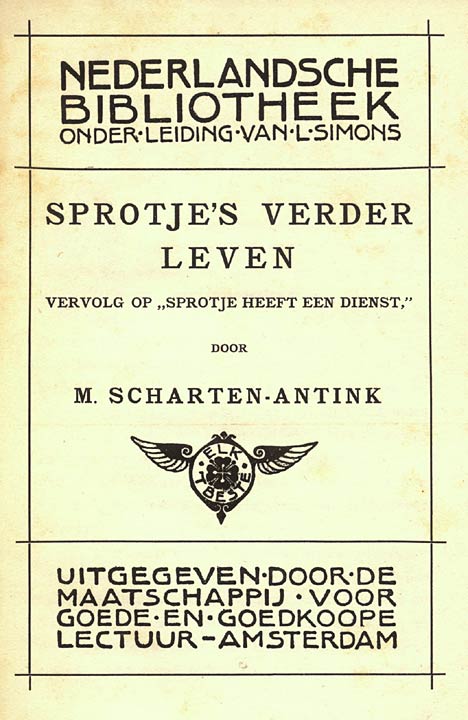 NEDERLANDSCHE
BIBLIOTHEEK
ONDER·LEIDING·VAN·L·SIMONS
SPROTJE'S VERDER
LEVEN
VERVOLG OP „SPROTJE HEEFT EEN DIENST,”
DOOR
M. SCHARTEN-ANTINK
ELK
'T BESTE
UITGEGEVEN·DOOR·DE
MAATSCHAPPIJ·VOOR
GOEDE·EN·GOEDKOOPE
LECTUUR–AMSTERDAM